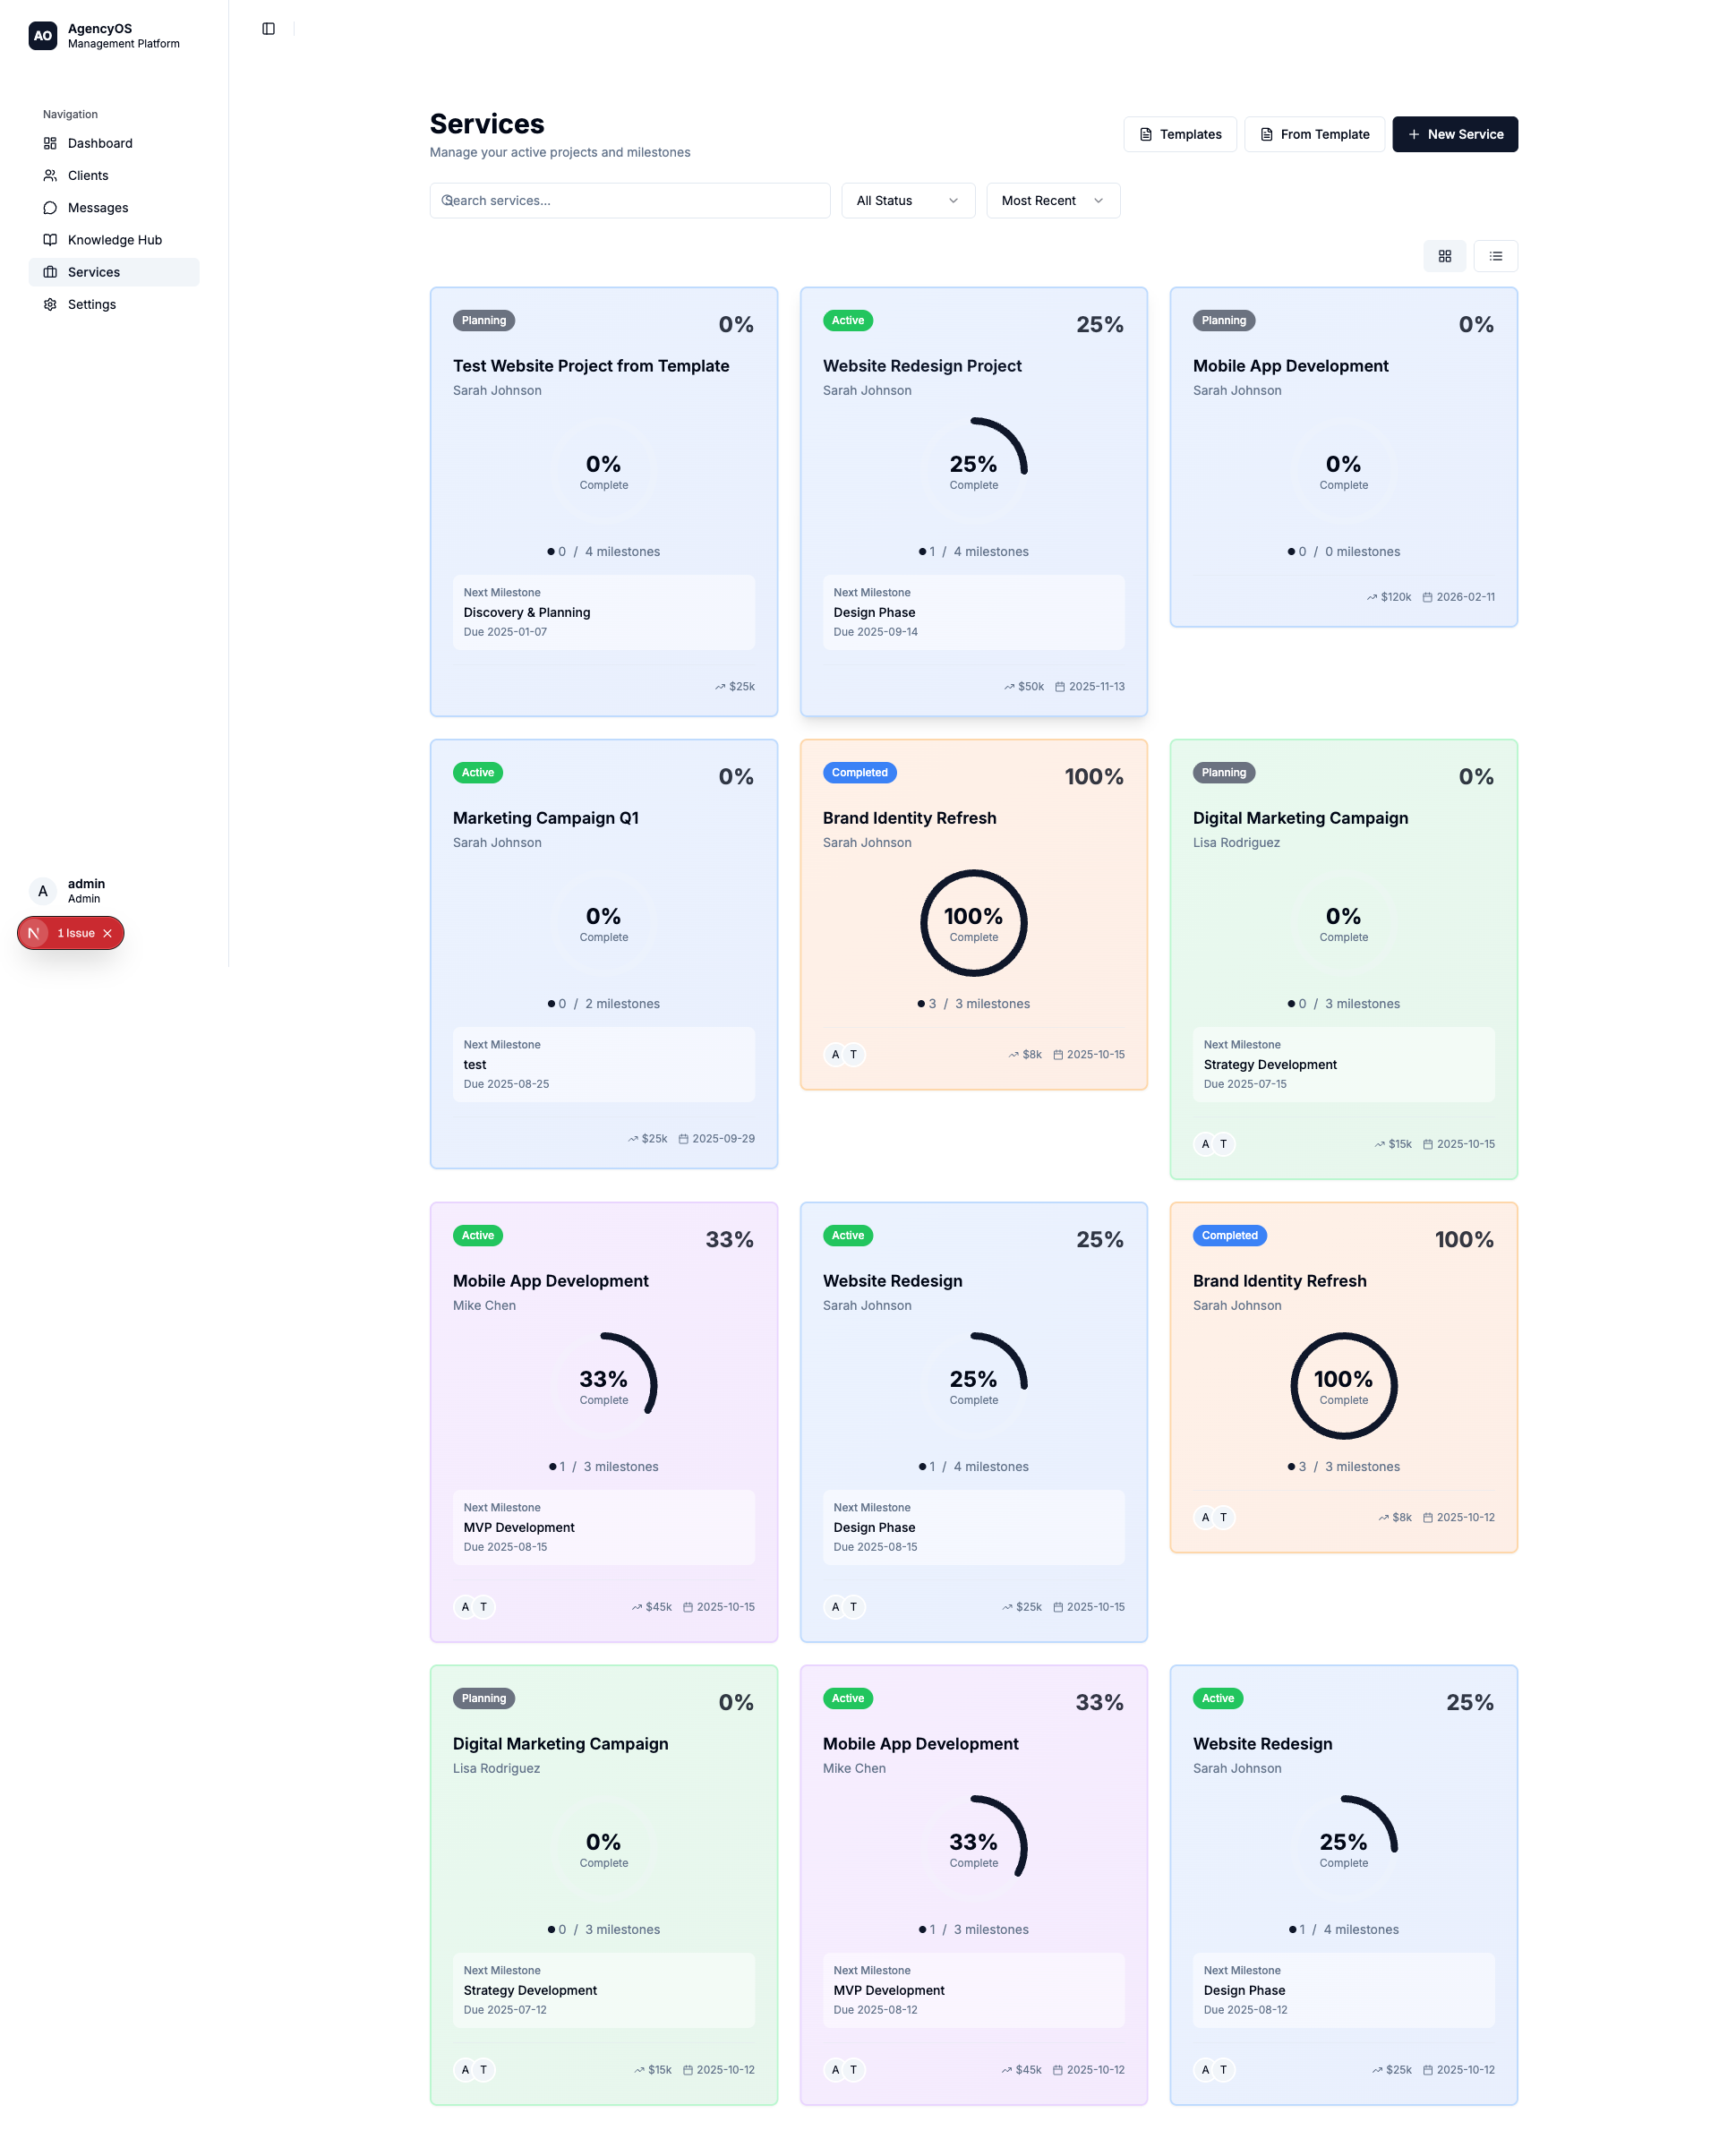 AO
AgencyOS
Management Platform
Navigation
Dashboard
Clients
Messages
Knowledge Hub
Services
Settings
A
admin
Admin
1 Issue
Services
Manage your active projects and milestones
Templates
From Template
New Service
Search services...
All Status
Most Recent
Planning
0%
Test Website Project from Template
Sarah Johnson
0%
Complete
0 / 4 milestones
Next Milestone
Discovery & Planning
Due 2025-01-07
$25k
Active
25%
Website Redesign Project
Sarah Johnson
25%
Complete
1 / 4 milestones
Next Milestone
Design Phase
Due 2025-09-14
$50k 2025-11-13
Planning
0%
Mobile App Development
Sarah Johnson
0%
Complete
0 / 0 milestones
$120k 2026-02-11
Active
0%
Marketing Campaign Q1
Sarah Johnson
0%
Complete
0 / 2 milestones
Next Milestone
test
Due 2025-08-25
$25k 2025-09-29
Completed
100%
Brand Identity Refresh
Sarah Johnson
100%
Complete
3 / 3 milestones
A T $8k 2025-10-15
Planning
0%
Digital Marketing Campaign
Lisa Rodriguez
0%
Complete
0 / 3 milestones
Next Milestone
Strategy Development
Due 2025-07-15
A T $15k 2025-10-15
Active
33%
Mobile App Development
Mike Chen
33%
Complete
1 / 3 milestones
Next Milestone
MVP Development
Due 2025-08-15
A T $45k 2025-10-15
Active
25%
Website Redesign
Sarah Johnson
25%
Complete
1 / 4 milestones
Next Milestone
Design Phase
Due 2025-08-15
A T $25k 2025-10-15
Completed
100%
Brand Identity Refresh
Sarah Johnson
100%
Complete
3 / 3 milestones
A T $8k 2025-10-12
Planning
0%
Digital Marketing Campaign
Lisa Rodriguez
0%
Complete
0 / 3 milestones
Next Milestone
Strategy Development
Due 2025-07-12
A T $15k 2025-10-12
Active
33%
Mobile App Development
Mike Chen
33%
Complete
1 / 3 milestones
Next Milestone
MVP Development
Due 2025-08-12
A T $45k 2025-10-12
Active
25%
Website Redesign
Sarah Johnson
25%
Complete
1 / 4 milestones
Next Milestone
Design Phase
Due 2025-08-12
A T $25k 2025-10-12